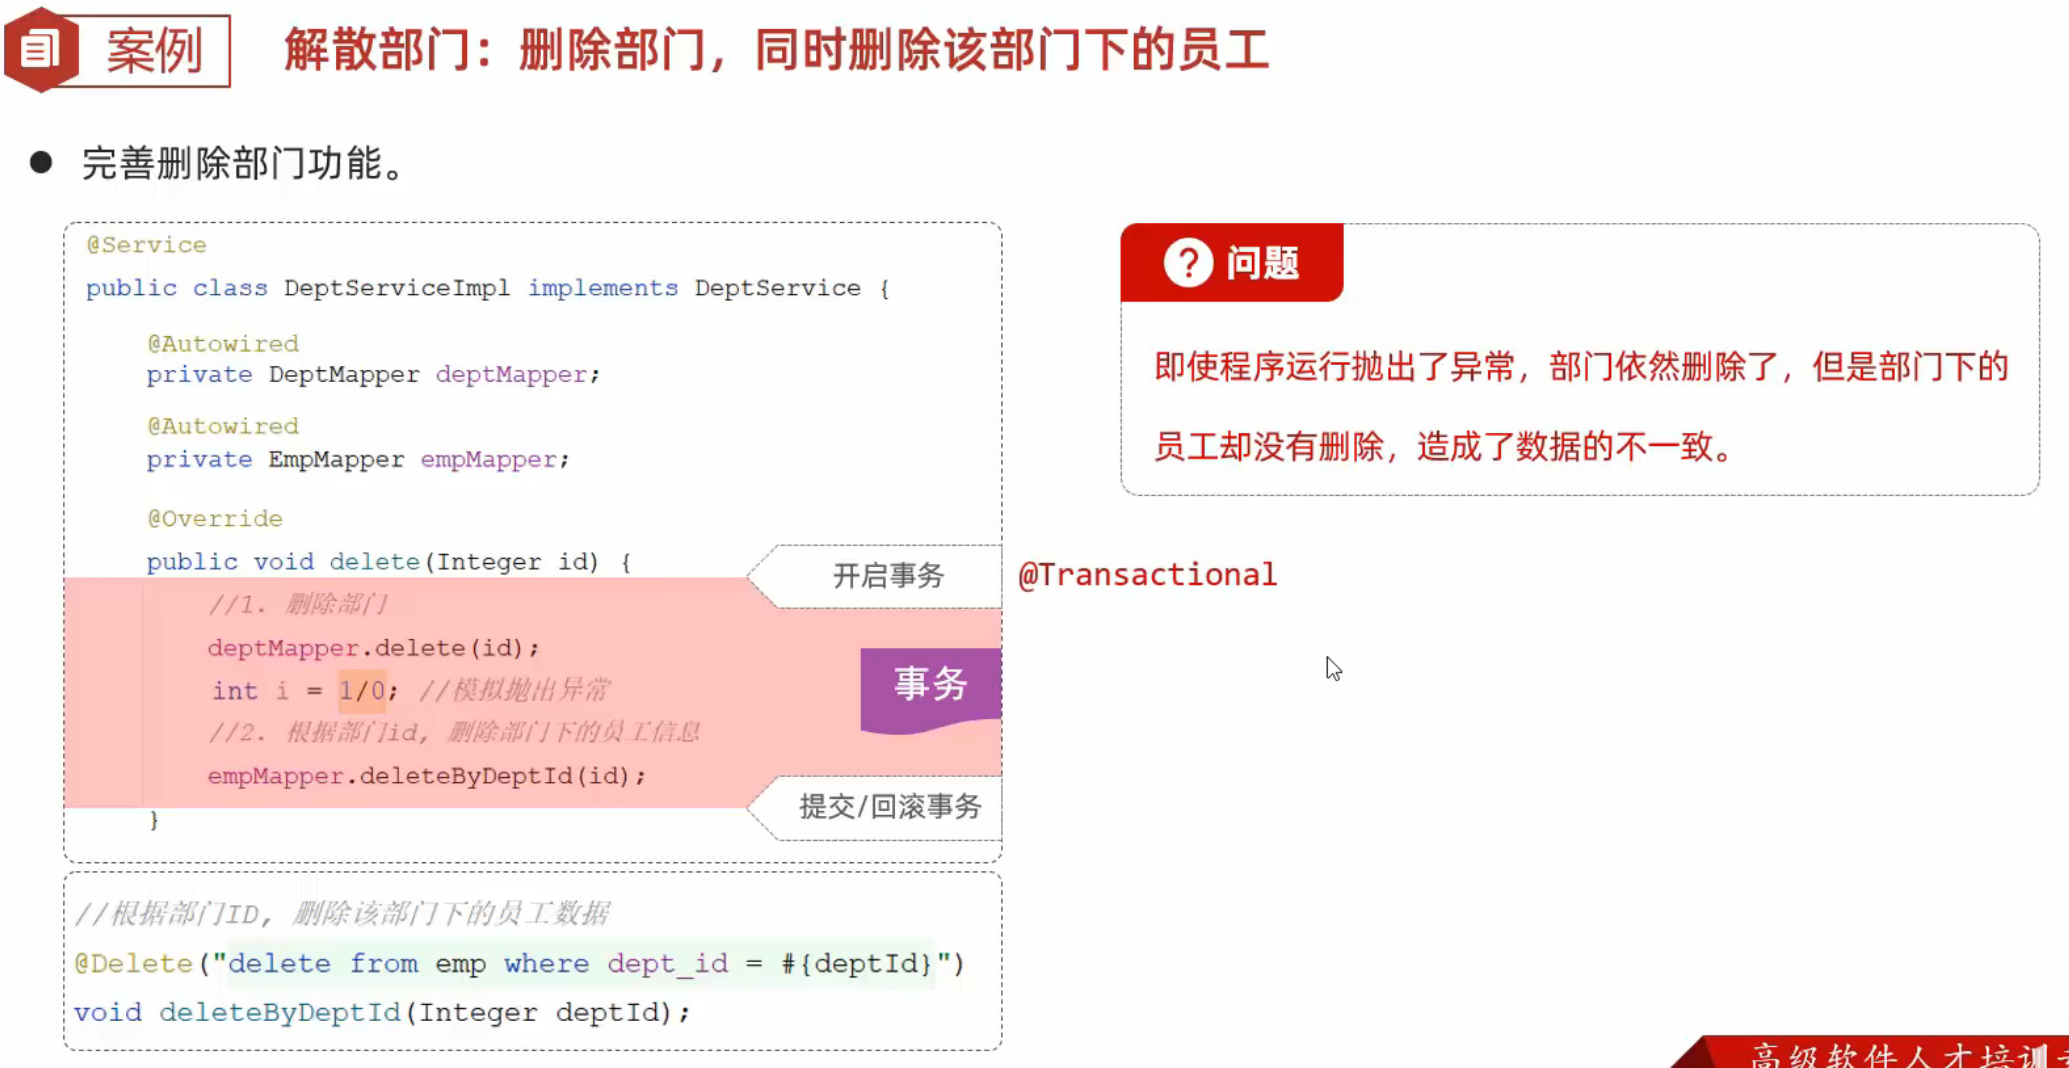 案例
解散部门：删除部门，同时删除该部门下的员工
● 完善删除部门功能。
@Service
public class DeptServiceImpl implements DeptService {
@Autowired
private DeptMapper deptMapper;
@Autowired
private EmpMapper empMapper;
@Override
public void delete(Integer id) {
//1. 删除部门
deptMapper.delete(id);
int i = 1/0; //模拟抛出异常
//2. 根据部门id, 删除部门下的员工信息
empMapper.deleteByDeptId(id);
}
开启事务
@Transactional
事务
提交/回滚事务
//根据部门ID, 删除该部门下的员工数据
@Delete("delete from emp where dept_id = #{deptId}")
void deleteByDeptId(Integer deptId);
? 问题
即使程序运行抛出了异常，部门依然删除了，但是部门下的
员工却没有删除，造成了数据的不一致。
高级软件人才培训